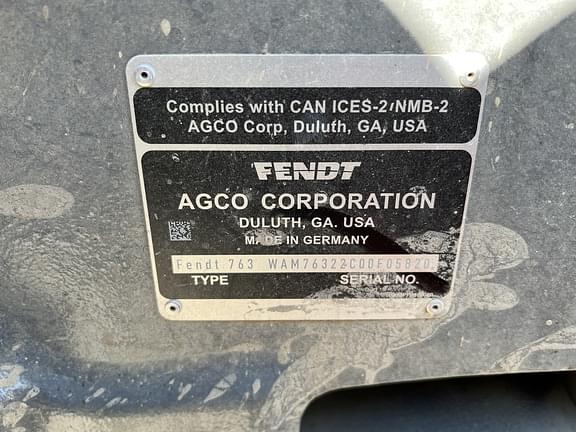 Complies with CAN ICES-2/NMB-2
AGCO Corp, Duluth, GA, USA
FENDT
AGCO CORPORATION
DULUTH, GA. USA
MADE IN GERMANY
Fendt 763 WAM76322C00F05820
TYPE SERIAL NO.